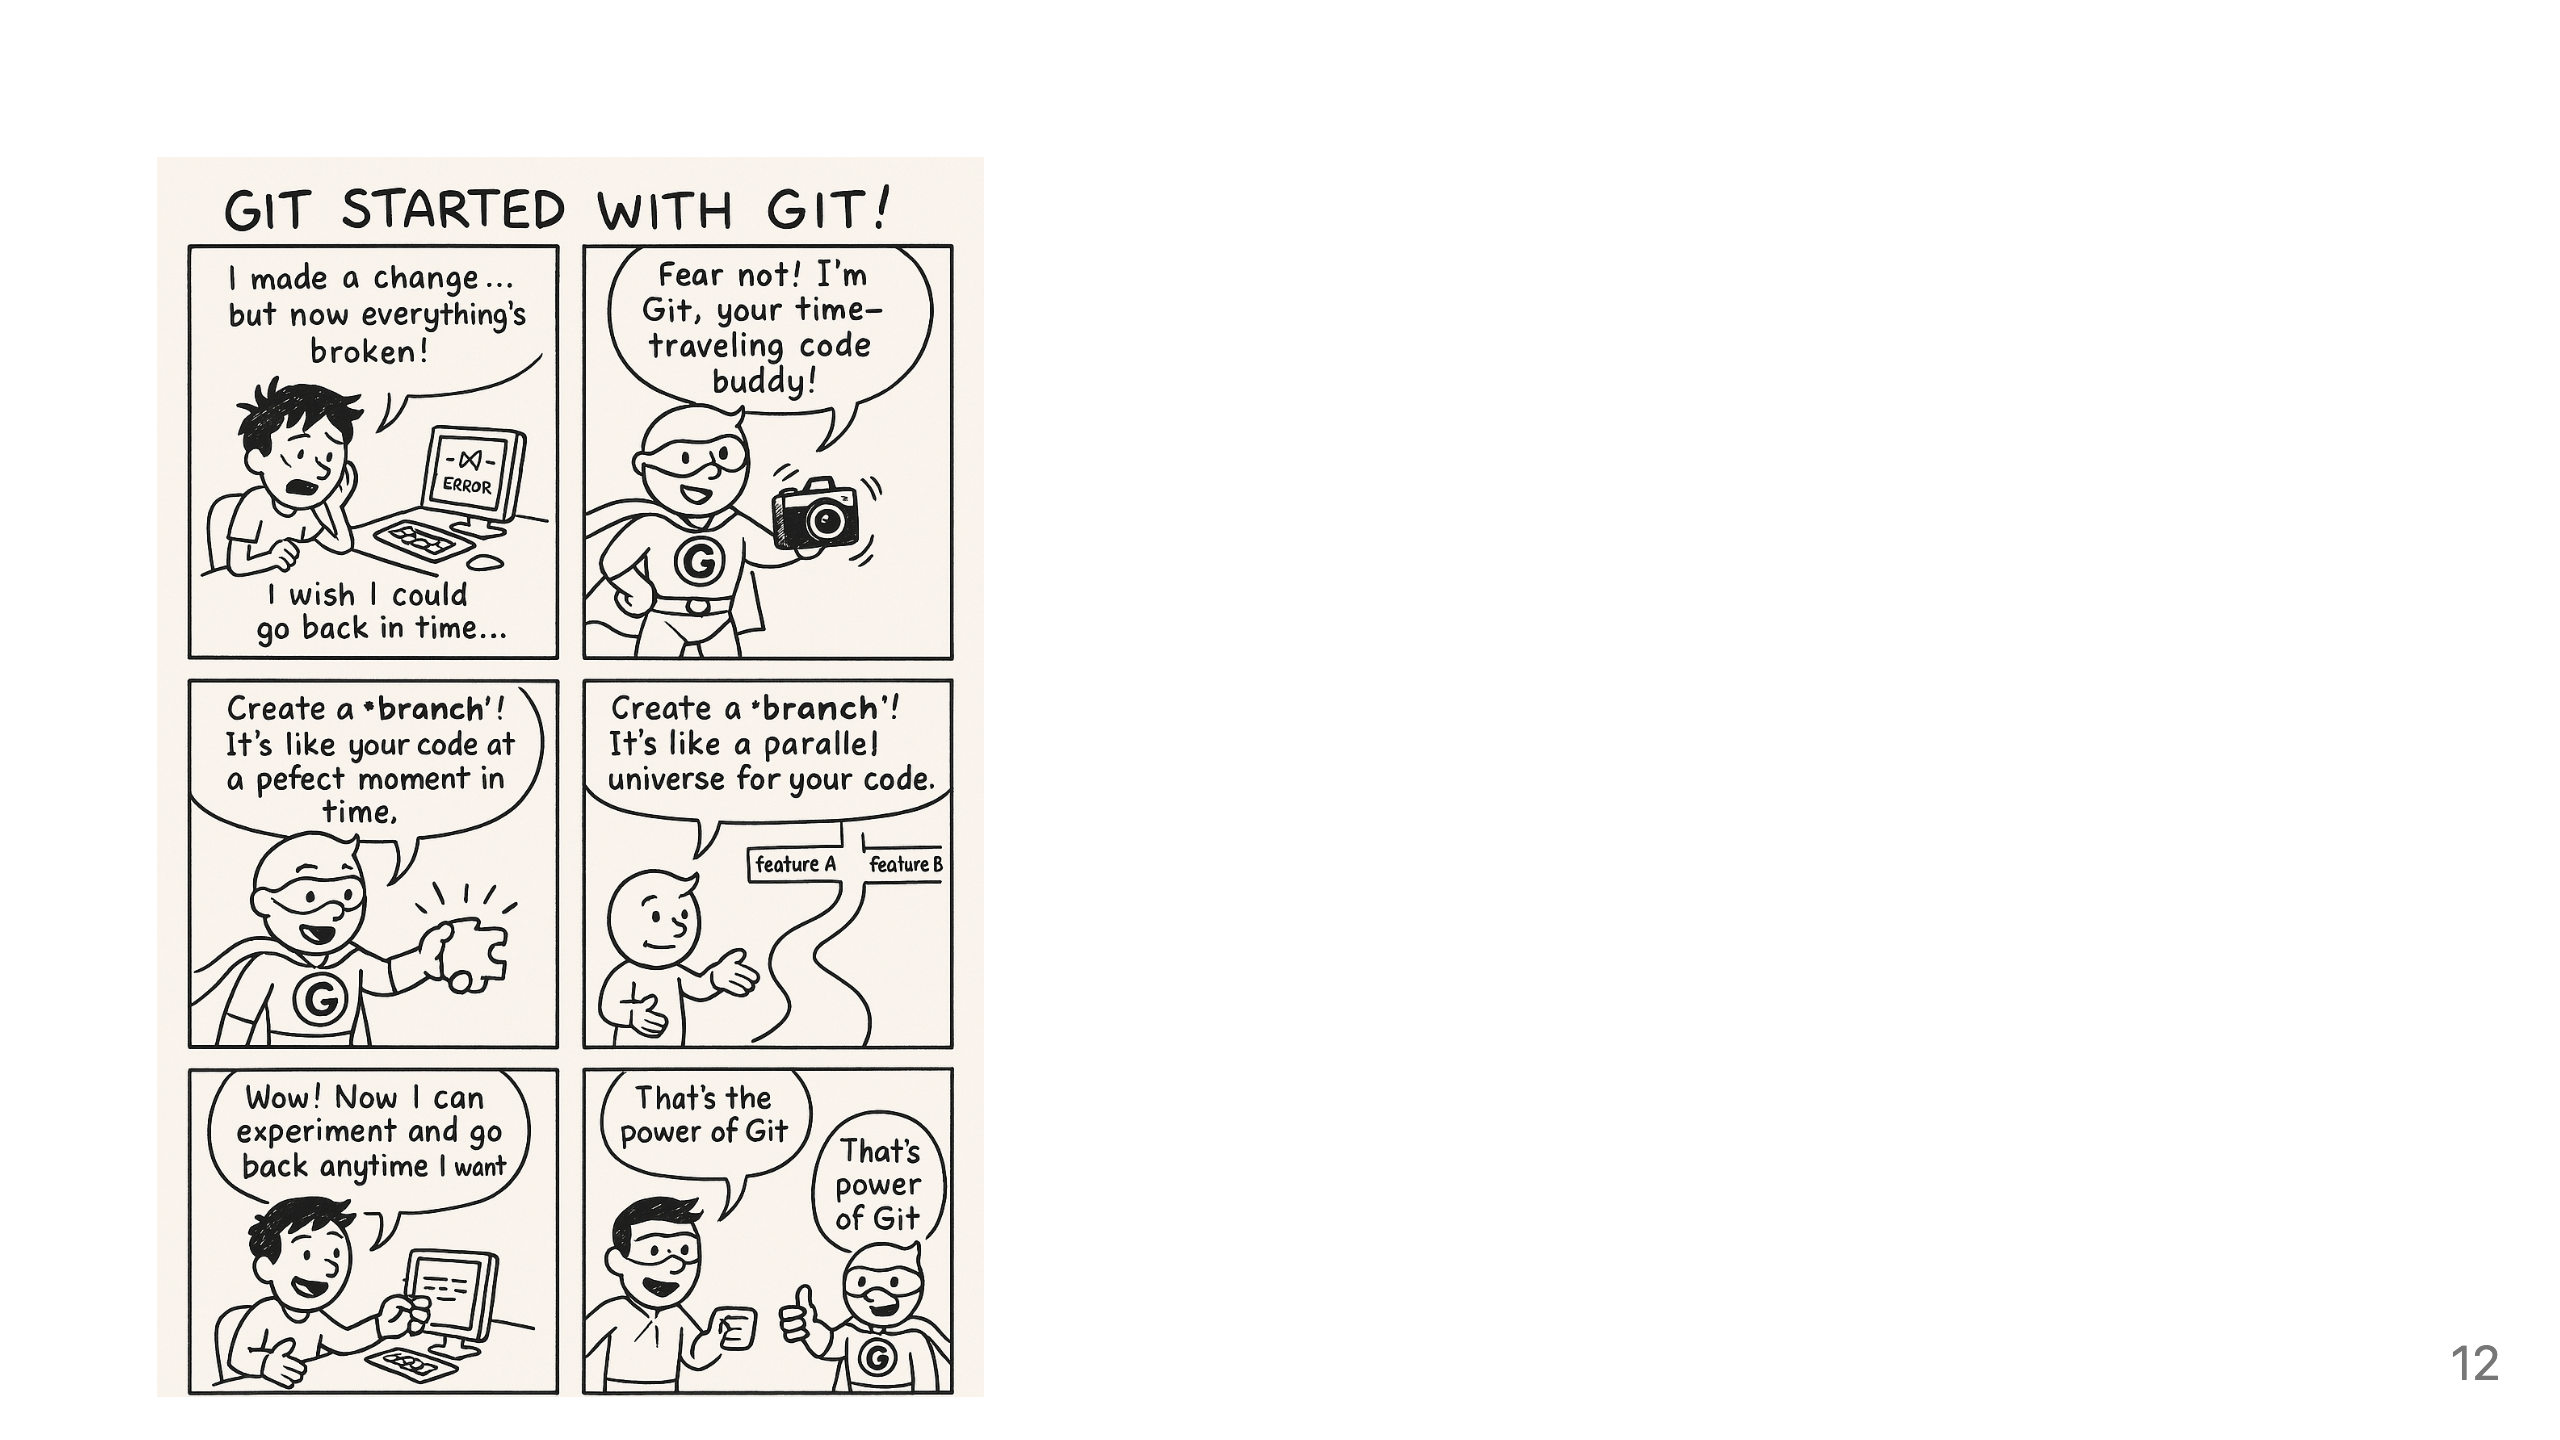 GIT STARTED WITH GIT!
I made a change...
but now everything's
broken!
ERROR
I wish I could
go back in time...
Fear not! I'm
Git, your time-
traveling code
buddy!
G
Create a *branch'!
It's like your code at
a pefect moment in
time,
G
Create a *branch'!
It's like a parallel
universe for your code.
feature A
feature B
Wow! Now I can
experiment and go
back anytime I want
That's the
power of Git
That's
power
of Git
G
12